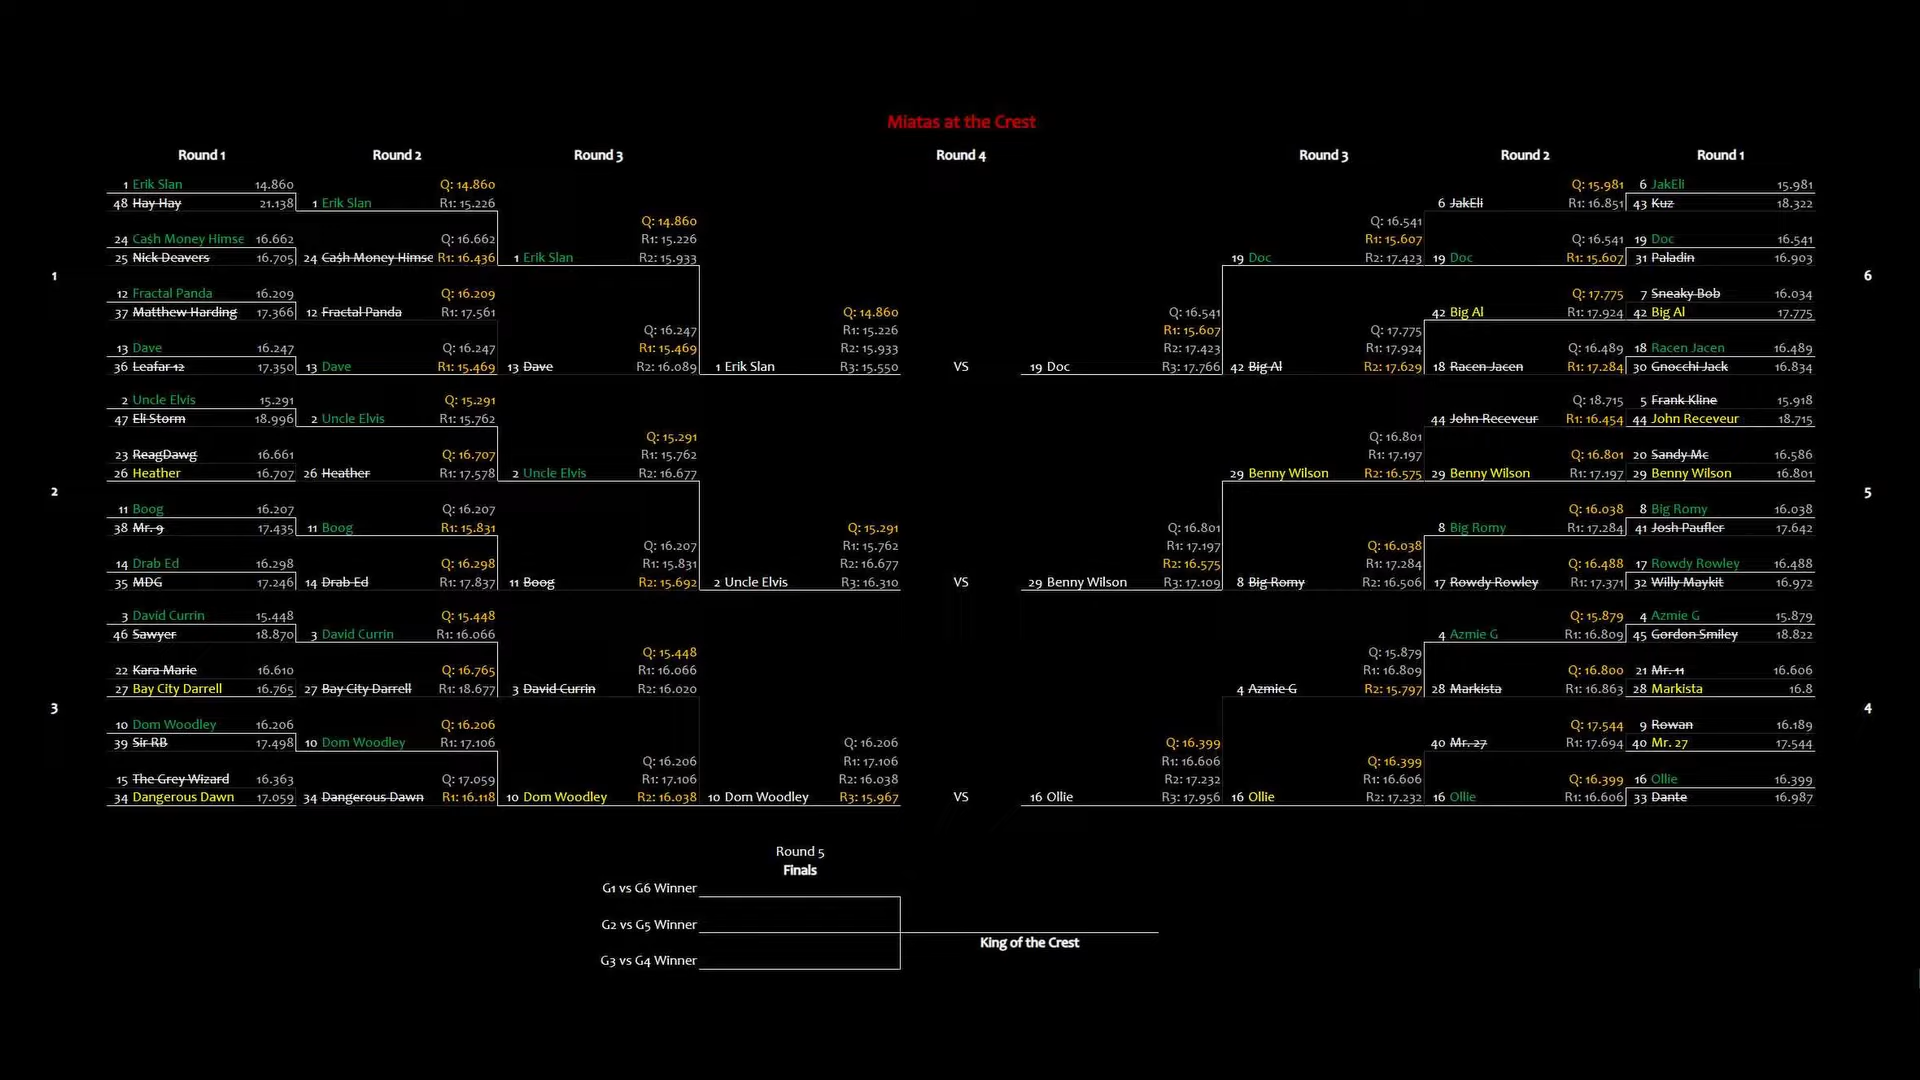 Miatas at the Crest
Round 1 Round 2 Round 3 Round 4 Round 3 Round 2 Round 1
1 Erik Slan 14.860 Q: 14.860 Q: 15.981 6 JakEli 15.981
48 Hay Hay 21.138 1 Erik Slan R1: 15.226 6 JakEli R1: 16.851 43 Kuz 18.322
Q: 14.860 Q: 16.541
24 Ca$h Money Himse 16.662 Q: 16.662 R1: 15.226 R1: 15.607 Q: 16.541 19 Doc 16.541
25 Nick Deavers 16.705 24 Ca$h Money Himse R1: 16.436 1 Erik Slan R2: 15.933 19 Doc R2: 17.423 19 Doc R1: 15.607 31 Paladin 16.903
1 6
12 Fractal Panda 16.209 Q: 16.209 Q: 17.775 7 Sneaky Bob 16.034
37 Matthew Harding 17.366 12 Fractal Panda R1: 17.561 Q: 14.860 Q: 16.541 42 Big Al R1: 17.924 42 Big Al 17.775
Q: 16.247 R1: 15.226 R1: 15.607 Q: 17.775
13 Dave 16.247 Q: 16.247 R1: 15.469 R2: 15.933 R2: 17.423 R1: 17.924 Q: 16.489 18 Racen Jacen 16.489
36 Leafar 12 17.350 13 Dave R1: 15.469 13 Dave R2: 16.089 1 Erik Slan R3: 15.550 VS 19 Doc R3: 17.766 42 Big Al R2: 17.629 18 Racen Jacen R1: 17.284 30 Gnocchi Jack 16.834
2 Uncle Elvis 15.291 Q: 15.291 Q: 18.715 5 Frank Kline 15.918
47 Eli Storm 18.996 2 Uncle Elvis R1: 15.762 44 John Receveur R1: 16.454 44 John Receveur 18.715
Q: 15.291 Q: 16.801
23 ReagDawg 16.661 Q: 16.707 R1: 15.762 R1: 17.197 Q: 16.801 20 Sandy Mc 16.586
26 Heather 16.707 26 Heather R1: 17.578 2 Uncle Elvis R2: 16.677 29 Benny Wilson R2: 16.575 29 Benny Wilson R1: 17.197 29 Benny Wilson 16.801
2 5
11 Boog 16.207 Q: 16.207 Q: 16.038 8 Big Romy 16.038
38 Mr. 9 17.435 11 Boog R1: 15.831 Q: 15.291 Q: 16.801 8 Big Romy R1: 17.284 41 Josh Paufler 17.642
Q: 16.207 R1: 15.762 R1: 17.197 Q: 16.038
14 Drab Ed 16.298 Q: 16.298 R1: 15.831 R2: 16.677 R2: 16.575 R1: 17.284 Q: 16.488 17 Rowdy Rowley 16.488
35 MDG 17.246 14 Drab Ed R1: 17.837 11 Boog R2: 15.692 2 Uncle Elvis R3: 16.310 VS 29 Benny Wilson R3: 17.109 8 Big Romy R2: 16.506 17 Rowdy Rowley R1: 17.371 32 Willy Maykit 16.972
3 David Currin 15.448 Q: 15.448 Q: 15.879 4 Azmie G 15.879
46 Sawyer 18.870 3 David Currin R1: 16.066 4 Azmie G R1: 16.809 45 Gordon Smiley 18.822
Q: 15.448 Q: 15.879
22 Kara Marie 16.610 Q: 16.765 R1: 16.066 R1: 16.809 Q: 16.800 21 Mr. 11 16.606
27 Bay City Darrell 16.765 27 Bay City Darrell R1: 18.677 3 David Currin R2: 16.020 4 Azmie G R2: 15.797 28 Markista R1: 16.863 28 Markista 16.8
3 4
10 Dom Woodley 16.206 Q: 16.206 Q: 17.544 9 Rowan 16.189
39 Sir RB 17.498 10 Dom Woodley R1: 17.106 Q: 16.206 Q: 16.399 40 Mr. 27 R1: 17.694 40 Mr. 27 17.544
Q: 16.206 R1: 17.106 R1: 16.606 Q: 16.399
15 The Grey Wizard 16.363 Q: 17.059 R1: 17.106 R2: 16.038 R2: 17.232 R1: 16.606 Q: 16.399 16 Ollie 16.399
34 Dangerous Dawn 17.059 34 Dangerous Dawn R1: 16.118 10 Dom Woodley R2: 16.038 10 Dom Woodley R3: 15.967 VS 16 Ollie R3: 17.956 16 Ollie R2: 17.232 16 Ollie R1: 16.606 33 Dante 16.987
Round 5
Finals
G1 vs G6 Winner
G2 vs G5 Winner
King of the Crest
G3 vs G4 Winner